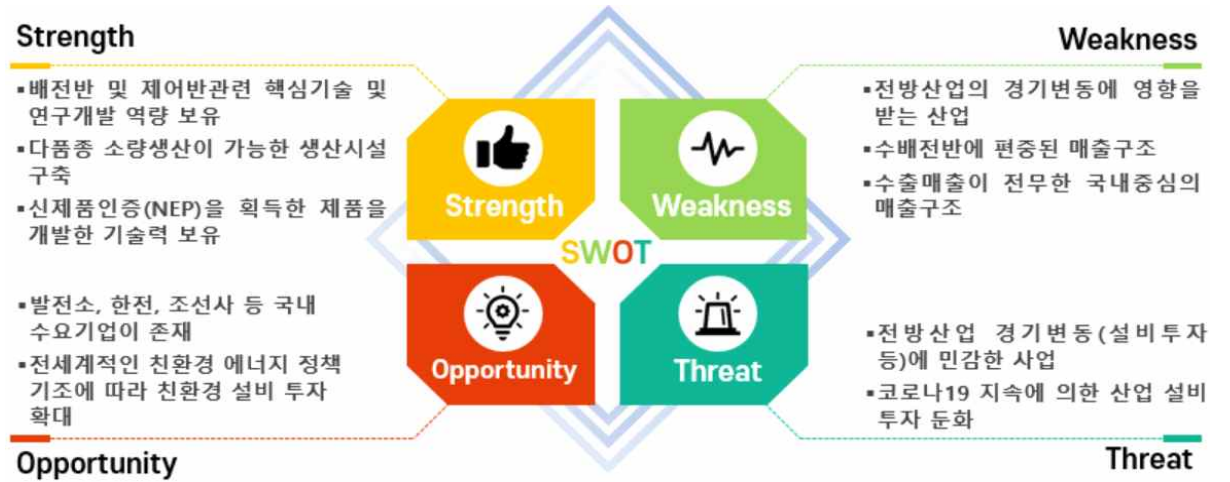 Strength
▪배전반 및 제어반관련 핵심기술 및
연구개발 역량 보유
▪다품종 소량생산이 가능한 생산시설
구축
▪신제품인증(NEP)을 획득한 제품을
개발한 기술력 보유
Weakness
▪전방산업의 경기변동에 영향을
받는 산업
▪수배전반에 편중된 매출구조
▪수출매출이 전무한 국내중심의
매출구조
Strength
Weakness
SWOT
Opportunity
Threat
▪발전소, 한전, 조선사 등 국내
수요기업이 존재
▪전세계적인 친환경 에너지 정책
기조에 따라 친환경 설비 투자
확대
Opportunity
▪전방산업 경기변동(설비투자
등)에 민감한 사업
▪코로나19 지속에 의한 산업 설비
투자 둔화
Threat